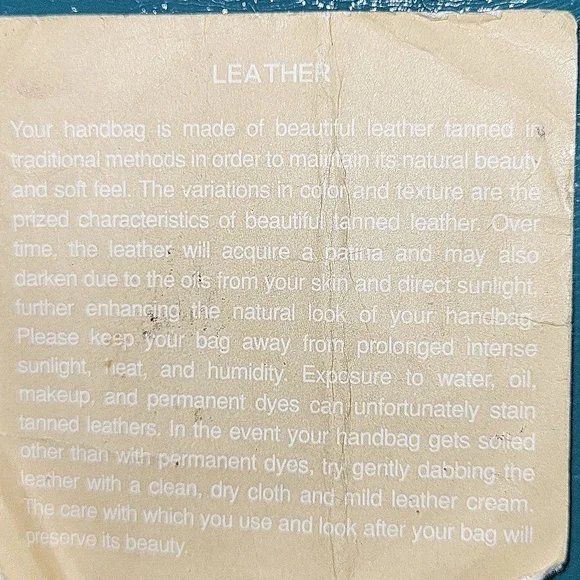 LEATHER
Your handbag is made of beautiful leather tanned in
traditional methods in order to maintain its natural beauty
and soft feel. The variations in color and texture are the
prized characteristics of beautiful tanned leather. Over
time, the leather will acquire a patina and may also
darken due to the oils from your skin and direct sunlight,
further enhancing the natural look of your handbag.
Please keep your bag away from prolonged intense
sunlight, heat, and humidity. Exposure to water, oil,
makeup, and permanent dyes can unfortunately stain
tanned leathers. In the event your handbag gets soiled
other than with permanent dyes, try gently dabbing the
leather with a clean, dry cloth and mild leather cream.
The care with which you use and look after your bag will
preserve its beauty.